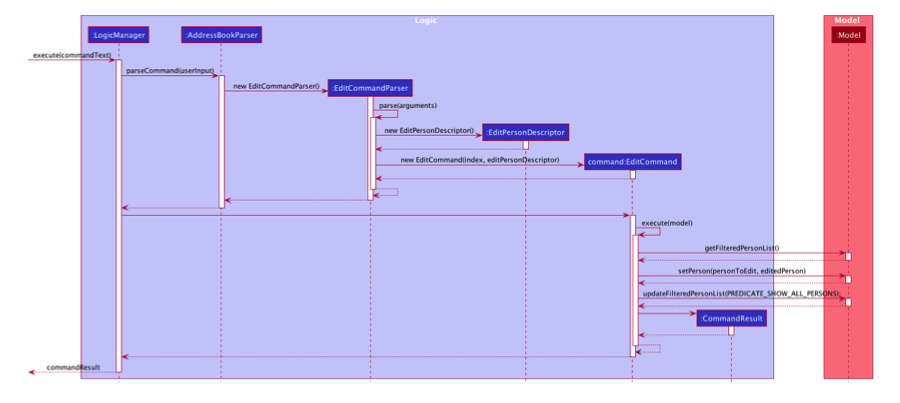 Logic
Model
:LogicManager
:AddressBookParser
:Model
execute(commandText)
parseCommand(userInput)
new EditCommandParser()
:EditCommandParser
parse(arguments)
new EditPersonDescriptor()
:EditPersonDescriptor
new EditCommand(index, editPersonDescriptor)
command:EditCommand
execute(model)
getFilteredPersonList()
setPerson(personToEdit, editedPerson)
updateFilteredPersonList(PREDICATE_SHOW_ALL_PERSONS);
:CommandResult
commandResult